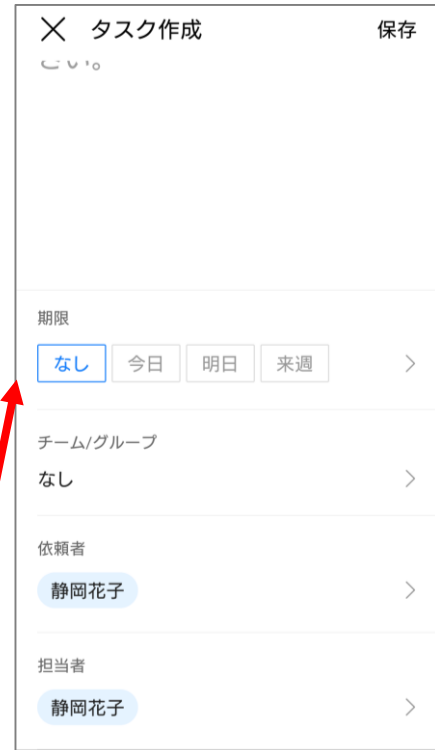 タスク作成 保存
さい。
期限
なし 今日 明日 来週
チーム/グループ
なし
依頼者
静岡花子
担当者
静岡花子